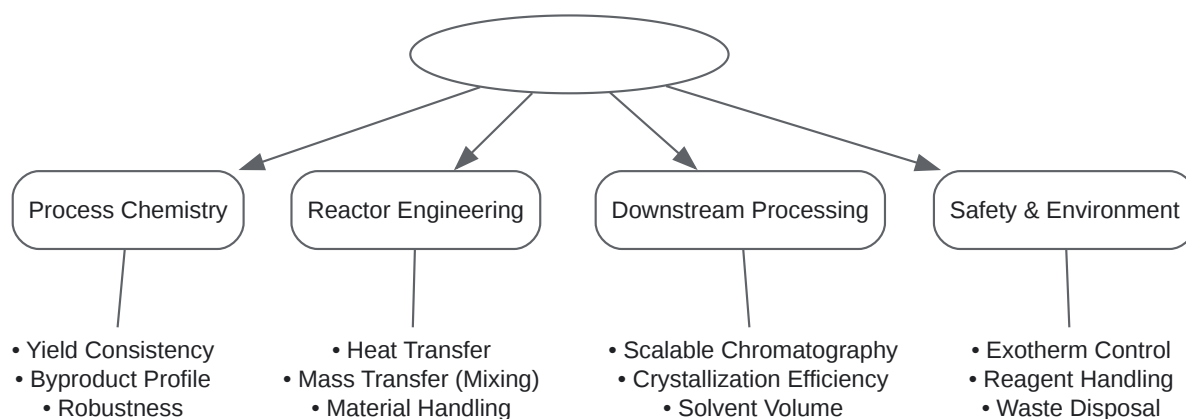 Process Chemistry
Reactor Engineering
Downstream Processing
Safety & Environment
• Yield Consistency
• Byproduct Profile
• Robustness
• Heat Transfer
• Mass Transfer (Mixing)
• Material Handling
• Scalable Chromatography
• Crystallization Efficiency
• Solvent Volume
• Exotherm Control
• Reagent Handling
• Waste Disposal